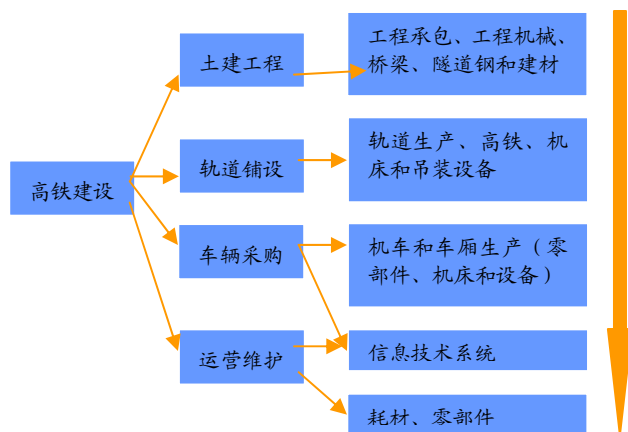 高铁建设
土建工程
轨道铺设
车辆采购
运营维护
工程承包、工程机械、
桥梁、隧道钢和建材
轨道生产、高铁、机
床和吊装设备
机车和车厢生产（零
部件、机床和设备）
信息技术系统
耗材、零部件